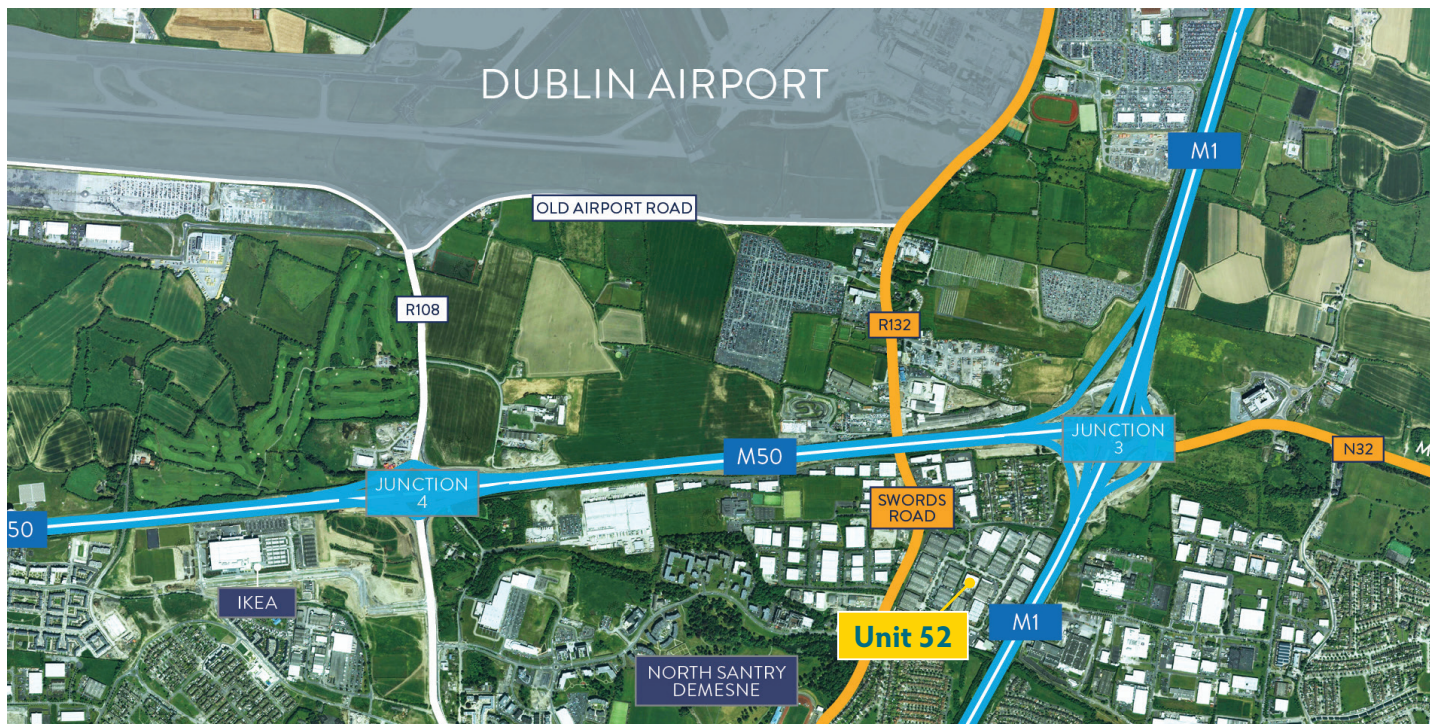 DUBLIN AIRPORT
M1
OLD AIRPORT ROAD
R108
R132
JUNCTION
3
N32
M
M50
JUNCTION
4
SWORDS
ROAD
50
IKEA
Unit 52
M1
NORTH SANTRY
DEMESNE